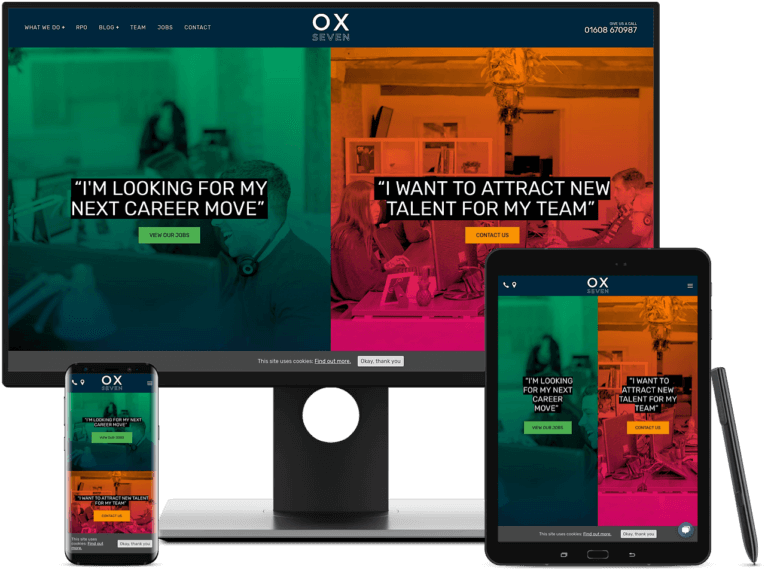 WHAT WE DO + RPO BLOG + TEAM JOBS CONTACT
OX
SEVEN
GIVE US A CALL
01608 670987
“I'M LOOKING FOR MY
NEXT CAREER MOVE”
VIEW OUR JOBS
“I WANT TO ATTRACT NEW
TALENT FOR MY TEAM”
CONTACT US
This site uses cookies: Find out more. Okay, thank you
OX
SEVEN
“I'M LOOKING FOR MY NEXT
CAREER MOVE”
VIEW OUR JOBS
“I WANT TO ATTRACT NEW TALENT
FOR MY TEAM”
CONTACT US
This site uses
cookies: Find out
more.
Okay, thank you
OX
SEVEN
“I'M
LOOKING
FOR MY
NEXT
CAREER
MOVE”
VIEW OUR JOBS
“I WANT TO
ATTRACT NEW
TALENT FOR
MY TEAM”
CONTACT US
This site uses cookies: Find out more. Okay, thank you